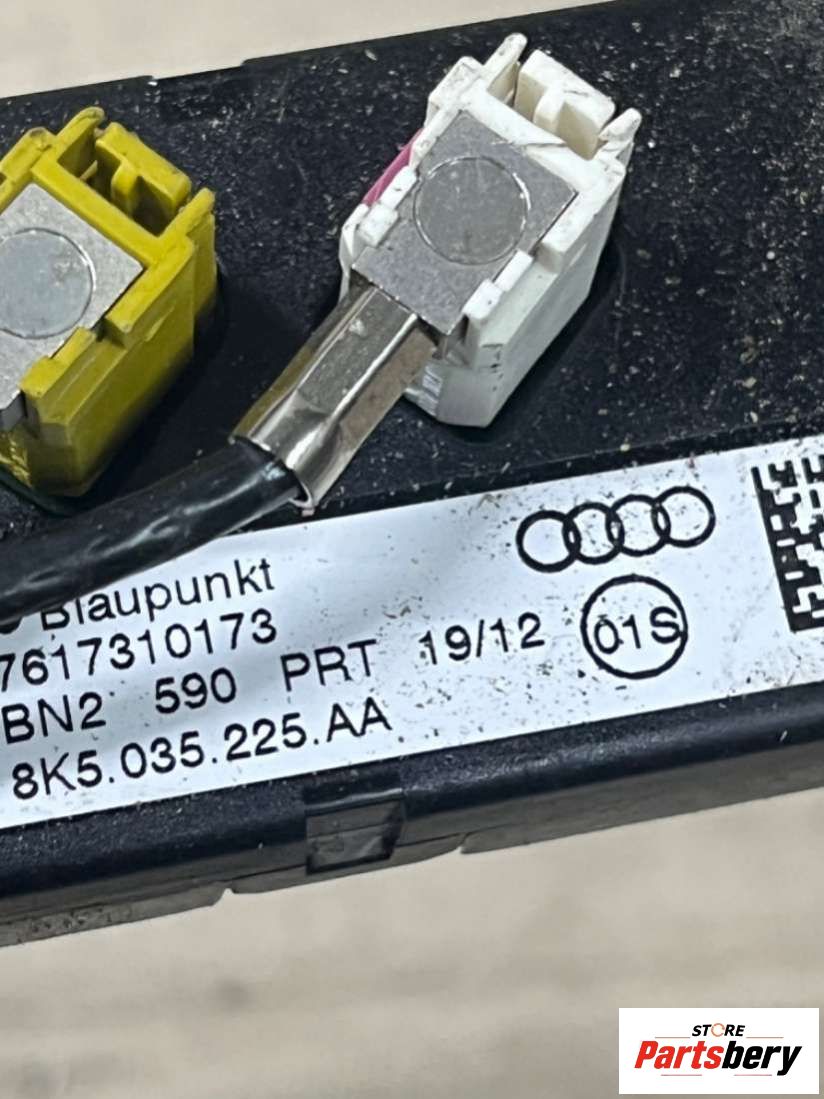 Blaupunkt
7617310173
BN2 590 PRT 19/12 01S
8K5.035.225.AA
STORE
Partsbery